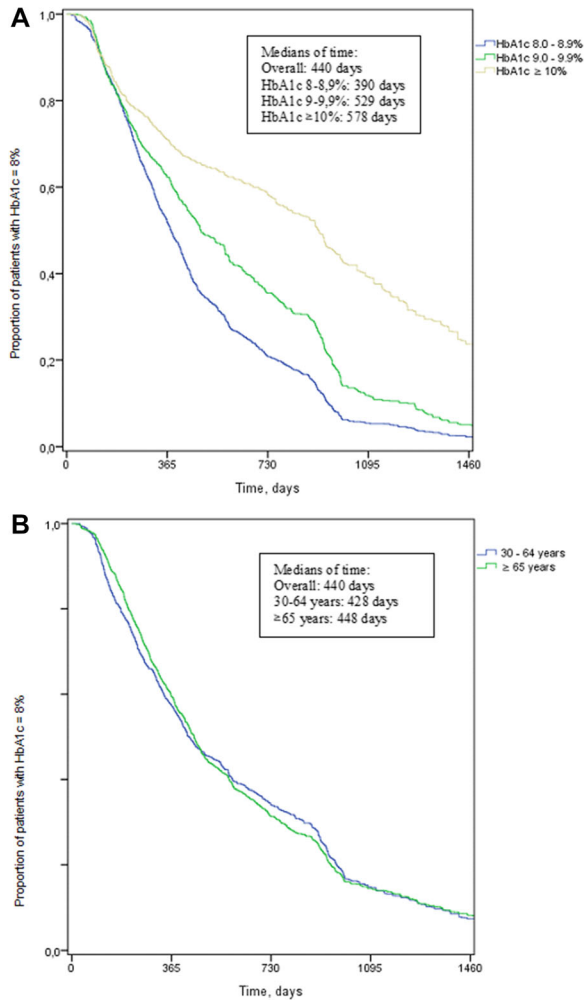 A
1,0
0,8
0,6
0,4
0,2
0,0
Proportion of patients with HbA1c = 8%
Medians of time:
Overall: 440 days
HbA1c 8-8,9%: 390 days
HbA1c 9-9,9%: 529 days
HbA1c ≥10%: 578 days
HbA1c 8.0 - 8.9%
HbA1c 9.0 - 9.9%
HbA1c ≥ 10%
0 365 730 1095 1460
Time, days
B
1,0
0,0
Proportion of patients with HbA1c = 8%
Medians of time:
Overall: 440 days
30-64 years: 428 days
≥65 years: 448 days
30 - 64 years
≥ 65 years
0 365 730 1095 1460
Time, days